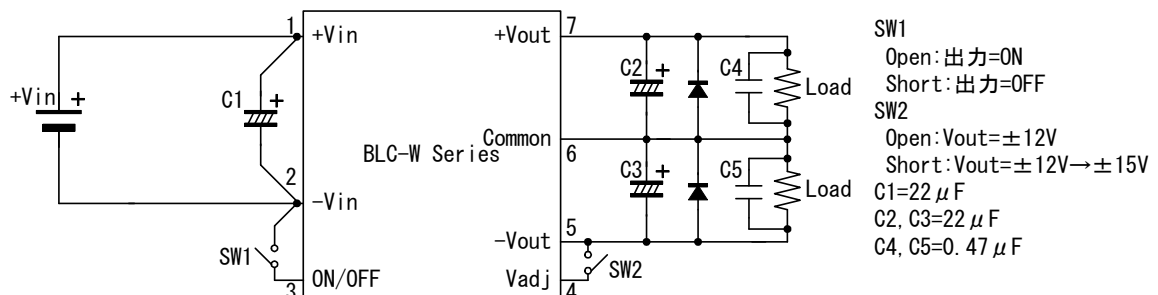 1
+Vin
+Vout
7
C1
+
+Vin
+
C2
+
C4
Load
Common
6
BLC-W Series
2
-Vin
C3
+
C5
Load
5
-Vout
SW1
3
ON/OFF
Vadj
4
SW2
SW1
Open:出力=ON
Short:出力=OFF
SW2
Open:Vout=±12V
Short:Vout=±12V→±15V
C1=22μF
C2,C3=22μF
C4,C5=0.47μF